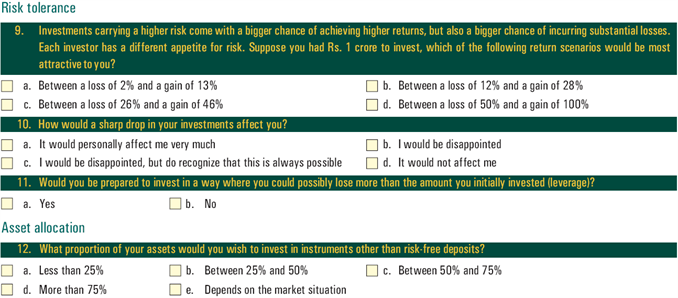 Risk tolerance
9. Investments carrying a higher risk come with a bigger chance of achieving higher returns, but also a bigger chance of incurring substantial losses.
Each investor has a different appetite for risk. Suppose you had Rs. 1 crore to invest, which of the following return scenarios would be most
attractive to you?
a. Between a loss of 2% and a gain of 13% b. Between a loss of 12% and a gain of 28%
c. Between a loss of 26% and a gain of 46% d. Between a loss of 50% and a gain of 100%
10. How would a sharp drop in your investments affect you?
a. It would personally affect me very much b. I would be disappointed
c. I would be disappointed, but do recognize that this is always possible d. It would not affect me
11. Would you be prepared to invest in a way where you could possibly lose more than the amount you initially invested (leverage)?
a. Yes b. No
Asset allocation
12. What proportion of your assets would you wish to invest in instruments other than risk-free deposits?
a. Less than 25% b. Between 25% and 50% c. Between 50% and 75%
d. More than 75% e. Depends on the market situation